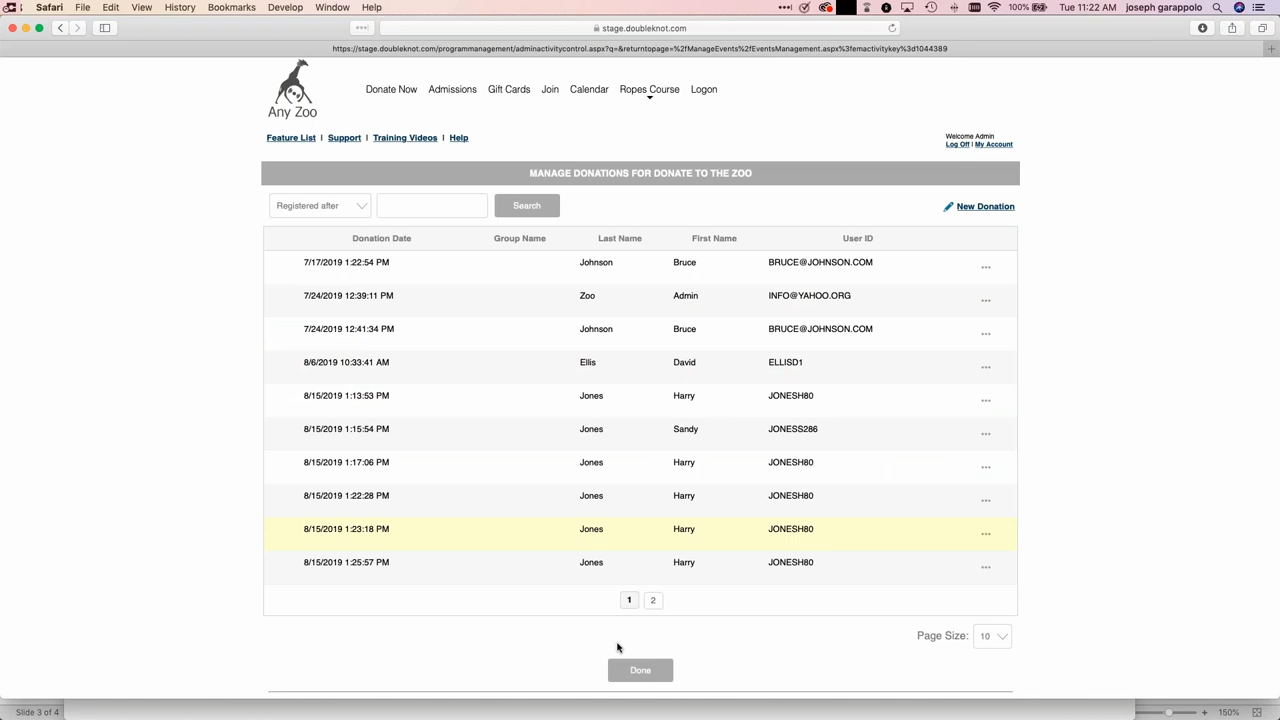 Safari File Edit View History Bookmarks Develop Window Help 100% Tue 11:22 AM joseph garappolo
stage.doubleknot.com
https://stage.doubleknot.com/programmanagement/adminactivitycontrol.aspx?q=&returntopage=%2fManageEvents%2fEventsManagement.aspx%3femactivitykey%3d1044389
Any Zoo
Donate Now Admissions Gift Cards Join Calendar Ropes Course Logon
Feature List | Support | Training Videos | Help
Welcome Admin
Log Off | My Account
MANAGE DONATIONS FOR DONATE TO THE ZOO
Registered after Search New Donation
Donation Date Group Name Last Name First Name User ID
7/17/2019 1:22:54 PM Johnson Bruce BRUCE@JOHNSON.COM ...
7/24/2019 12:39:11 PM Zoo Admin INFO@YAHOO.ORG ...
7/24/2019 12:41:34 PM Johnson Bruce BRUCE@JOHNSON.COM ...
8/6/2019 10:33:41 AM Ellis David ELLISD1 ...
8/15/2019 1:13:53 PM Jones Harry JONESH80 ...
8/15/2019 1:15:54 PM Jones Sandy JONESS286 ...
8/15/2019 1:17:06 PM Jones Harry JONESH80 ...
8/15/2019 1:22:28 PM Jones Harry JONESH80 ...
8/15/2019 1:23:18 PM Jones Harry JONESH80 ...
8/15/2019 1:25:57 PM Jones Harry JONESH80 ...
1 2
Page Size: 10
Done
Slide 3 of 4 150%